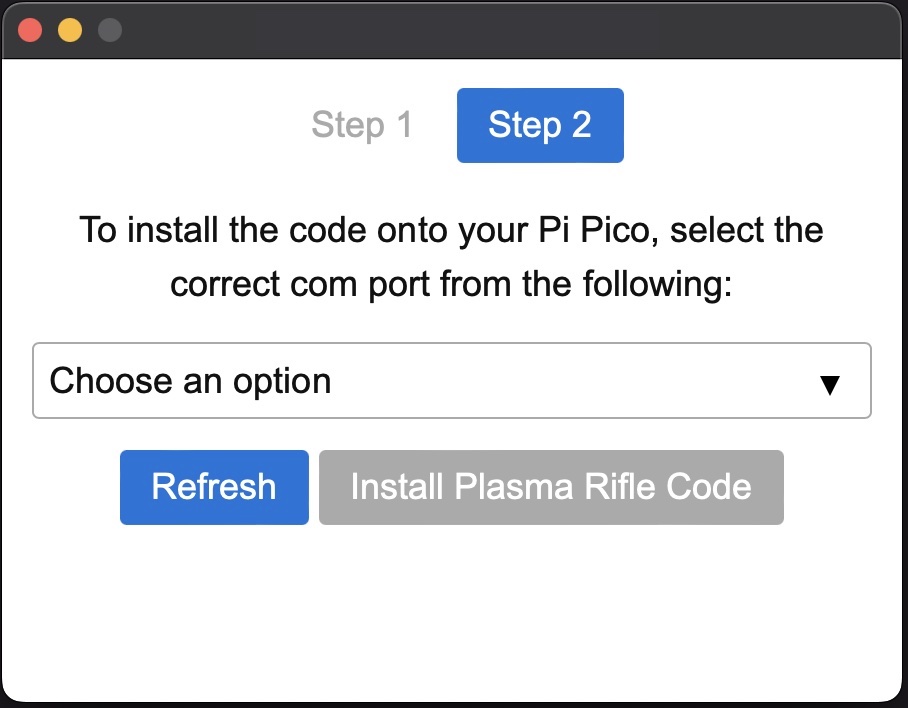 Step 1 Step 2
To install the code onto your Pi Pico, select the
correct com port from the following:
Choose an option
Refresh Install Plasma Rifle Code